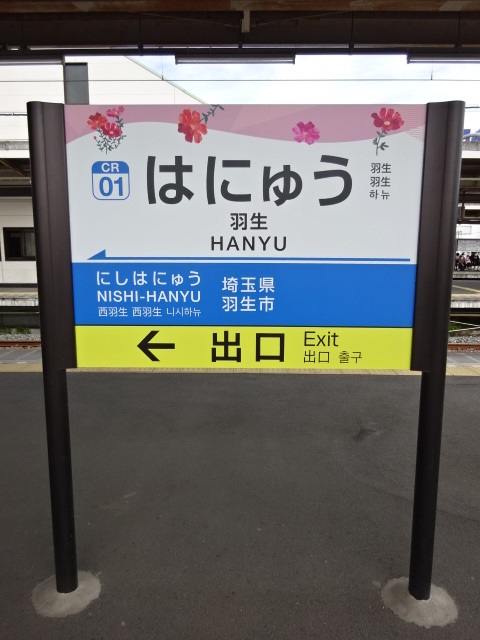 CR
01
はにゅう
羽生
HANYU
羽生
羽生
하뉴
にしはにゅう
NISHI-HANYU
西羽生 西羽生 니시하뉴
埼玉県
羽生市
← 出口
Exit
出口 출구